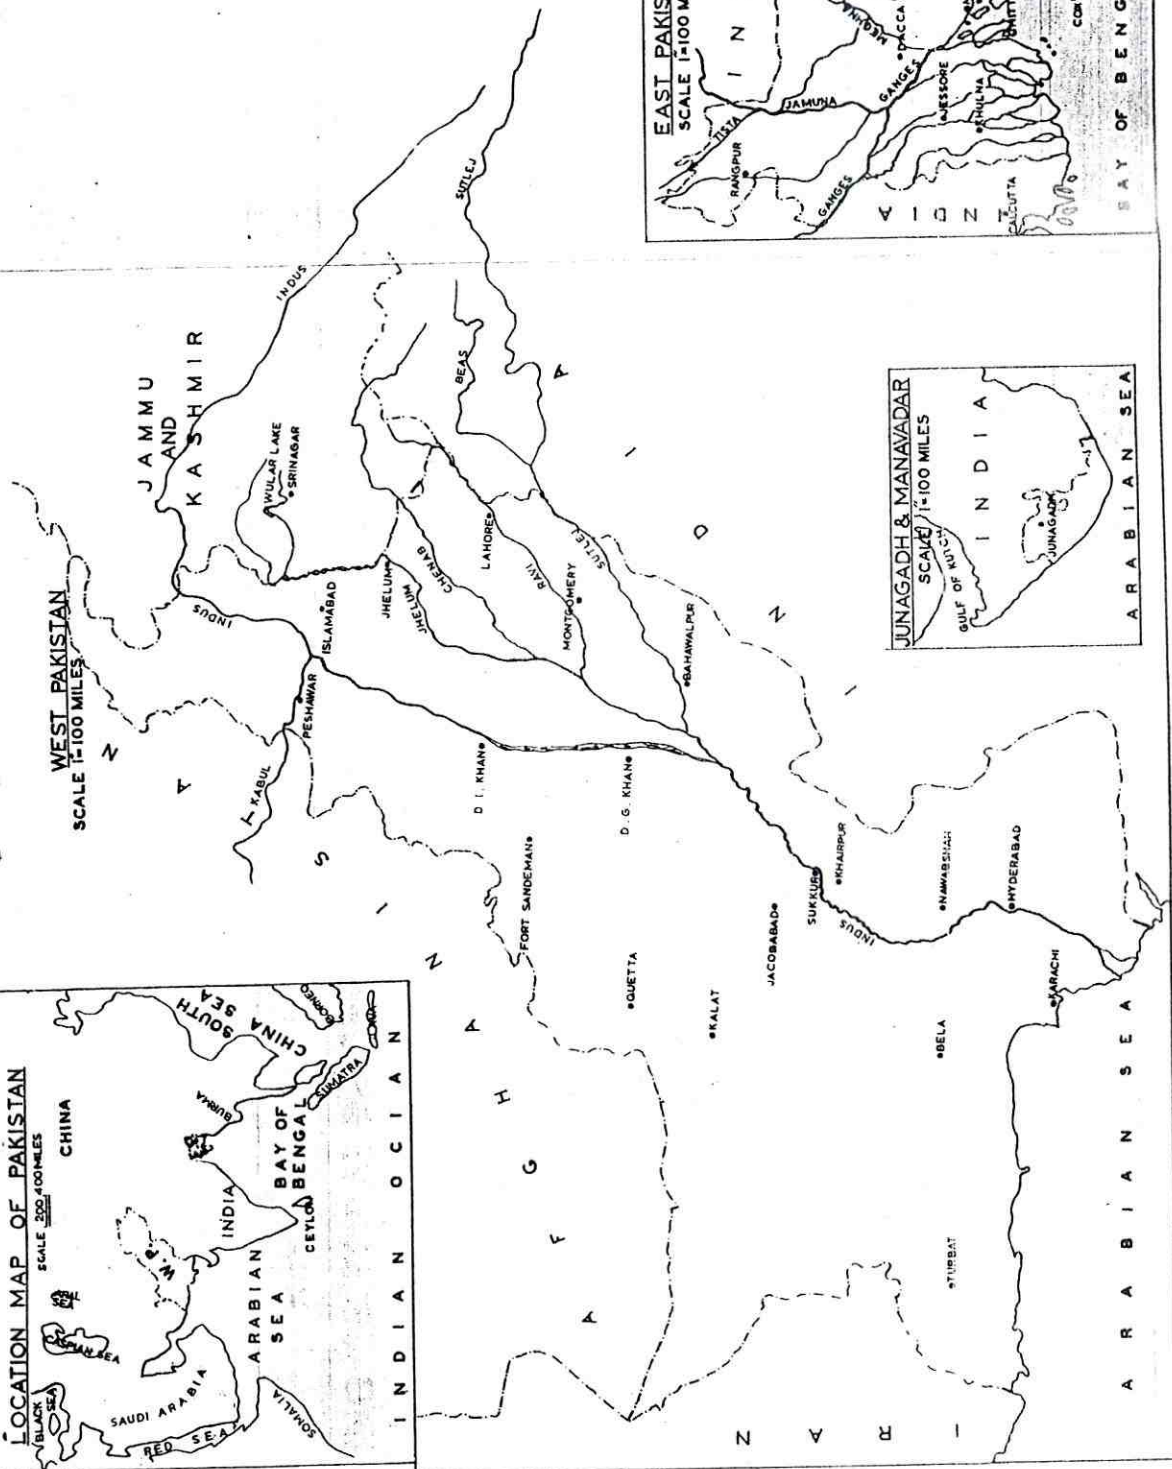 LOCATION MAP OF PAKISTAN
SCALE 200 400 MILES
BLACK
SEA
CASPIAN SEA
CHINA
SAUDI ARABIA
RED SEA
W. P.
INDIA
BURMA
SOUTH
CHINA SEA
BORNEO
SUMATRA
ARABIAN
SEA
BAY OF
BENGAL
CEYLON
SOMALIA
INDIAN OCIAN
WEST PAKISTAN
SCALE 1"=100 MILES
JAMMU
AND
KASHMIR
AFGHANISTAN
KABUL
INDUS
INDUS
WULAR LAKE
SRINAGAR
PESHAWAR
ISLAMABAD
JHELUM
JHELUM
CHENAB
LAHORE
RAVI
MONTGOMERY
SUTLEJ
BEAS
SUTLEJ
D. I. KHAN
D. G. KHAN
FORT SANDEMAN
BAHAWALPUR
QUETTA
KALAT
JACOBABAD
SUKKUR
KHAIRPUR
INDUS
NAWABSHAH
HYDERABAD
BELA
KARACHI
TURBAT
IRAN
INDIA
ARABIAN SEA
JUNAGADH & MANAVADAR
SCALE 1"=100 MILES
GULF OF KUTCH
INDIA
JUNAGADH
ARABIAN SEA
EAST PAKIS
SCALE 1"=100 M
IN
TISTA
RANGPUR
JAMUNA
MEGHNA
DACCA
GANGES
GANGES
JESSORE
KHULNA
INDIA
CALCUTTA
COX
BAY OF BENG